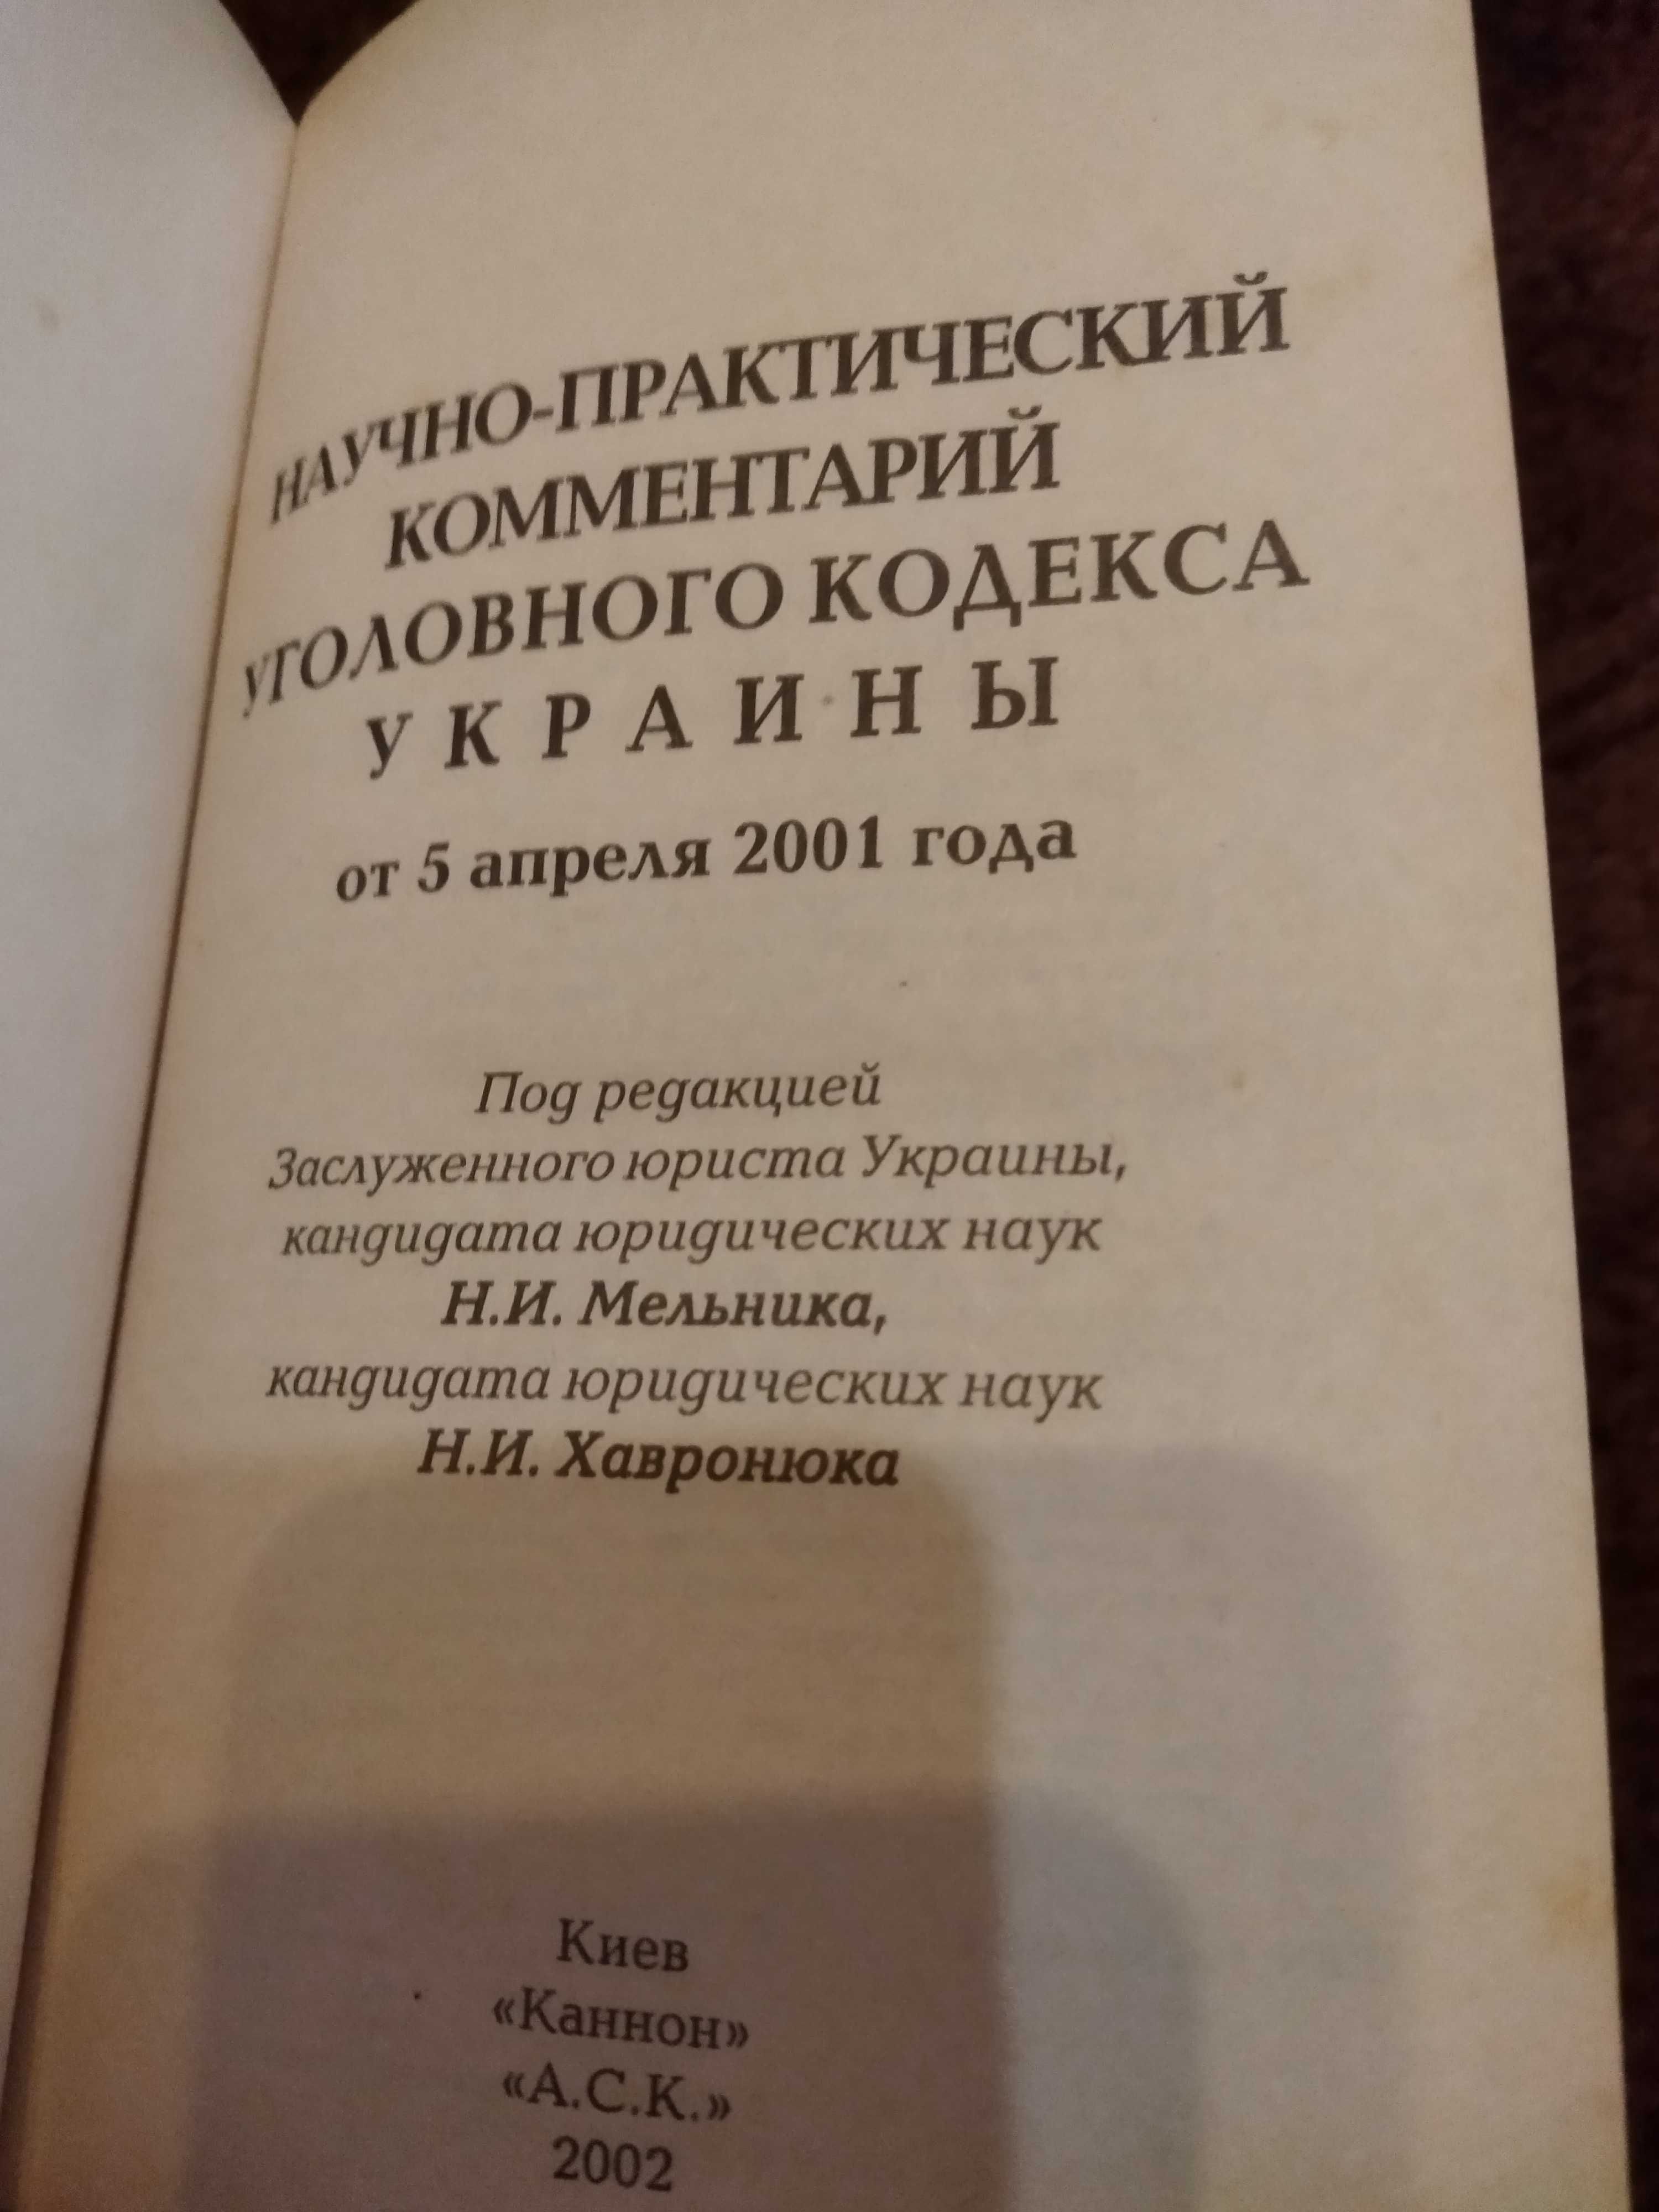 НАУЧНО-ПРАКТИЧЕСКИЙ
КОММЕНТАРИЙ
УГОЛОВНОГО КОДЕКСА
УКРАИНЫ
от 5 апреля 2001 года
Под редакцией
Заслуженного юриста Украины,
кандидата юридических наук
Н.И. Мельника,
кандидата юридических наук
Н.И. Хавронюка
Киев
«Каннон»
«А.С.К.»
2002